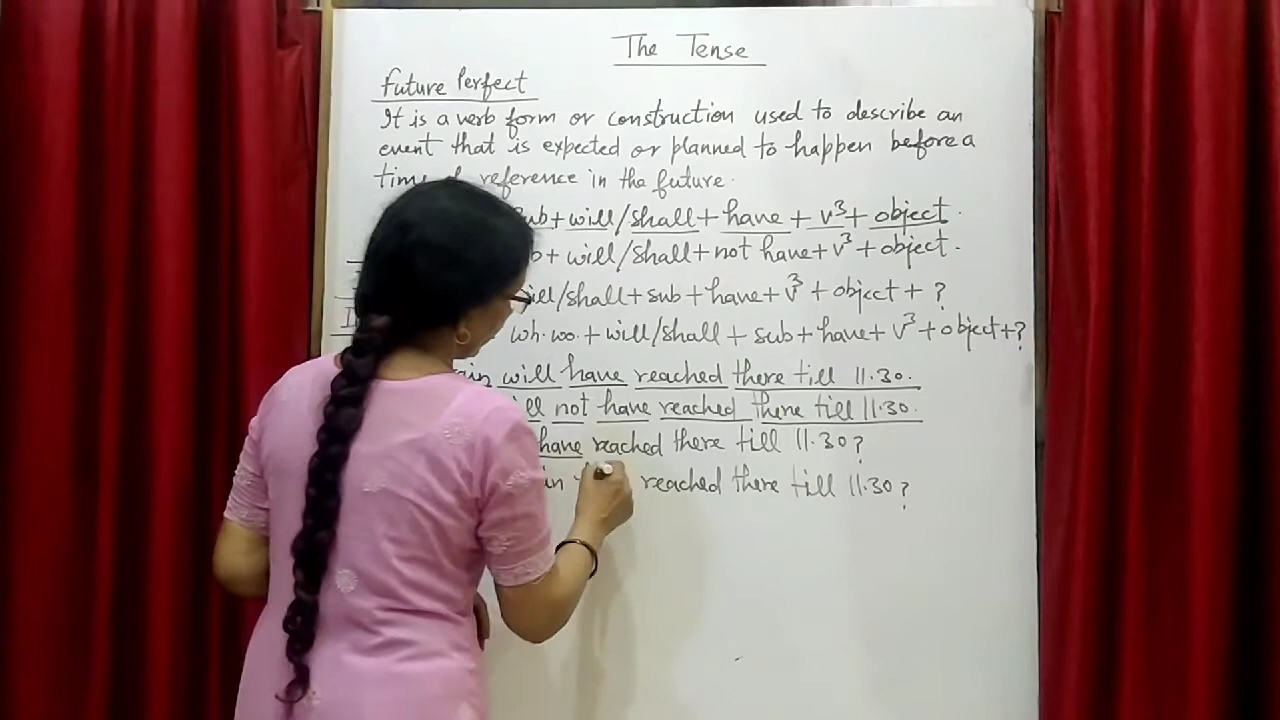 The Tense
Future Perfect
It is a verb form or construction used to describe an
event that is expected or planned to happen before a
time reference in the future.
+ will/shall + have + v³ + object.
+ will/shall + not have + v³ + object.
/shall + sub + have + v³ + object + ?
Wh. wo. + will/shall + sub + have + v³ + object + ?
will have reached there till 11.30.
not have reached there till 11.30.
have reached there till 11.30?
reached there till 11.30?